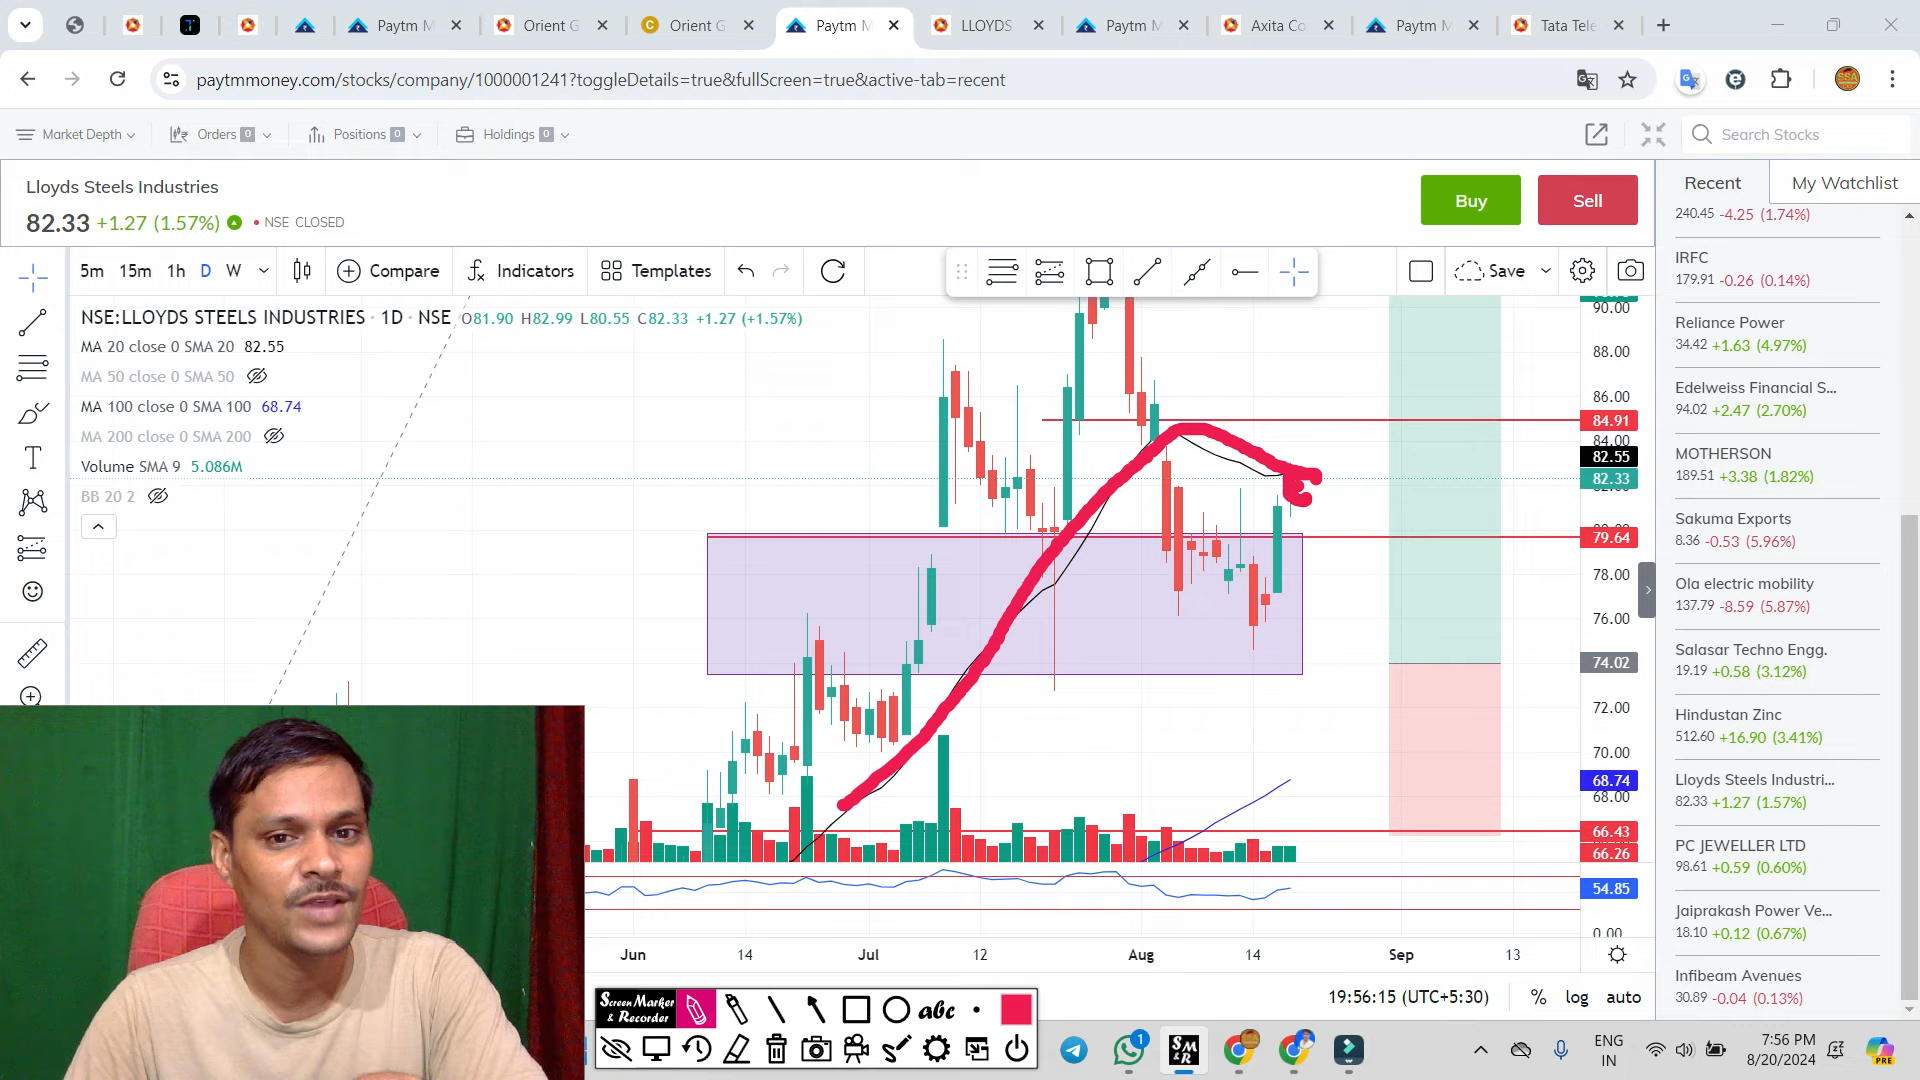 Paytm M
Orient G
Orient G
Paytm M
LLOYDS
Paytm M
Axita Co
Paytm M
Tata Tele
paytmmoney.com/stocks/company/1000001241?toggleDetails=true&fullScreen=true&active-tab=recent
SSA
Market Depth
Orders 0
Positions 0
Holdings 0
Search Stocks
Lloyds Steels Industries
82.33 +1.27 (1.57%) • NSE CLOSED
Buy
Sell
Recent
My Watchlist
5m 15m 1h D W
Compare
Indicators
Templates
Save
NSE:LLOYDS STEELS INDUSTRIES · 1D · NSE O81.90 H82.99 L80.55 C82.33 +1.27 (+1.57%)
MA 20 close 0 SMA 20 82.55
MA 50 close 0 SMA 50
MA 100 close 0 SMA 100 68.74
MA 200 close 0 SMA 200
Volume SMA 9 5.086M
BB 20 2
90.00
88.00
86.00
84.91
84.00
82.55
82.33
79.64
78.00
76.00
74.02
72.00
70.00
68.74
68.00
66.43
66.26
54.85
0.00
Jun 14 Jul 12 Aug 14 Sep 13
19:56:15 (UTC+5:30) % log auto
240.45 -4.25 (1.74%)
IRFC
179.91 -0.26 (0.14%)
Reliance Power
34.42 +1.63 (4.97%)
Edelweiss Financial S...
94.02 +2.47 (2.70%)
MOTHERSON
189.51 +3.38 (1.82%)
Sakuma Exports
8.36 -0.53 (5.96%)
Ola electric mobility
137.79 -8.59 (5.87%)
Salasar Techno Engg.
19.19 +0.58 (3.12%)
Hindustan Zinc
512.60 +16.90 (3.41%)
Lloyds Steels Industri...
82.33 +1.27 (1.57%)
PC JEWELLER LTD
98.61 +0.59 (0.60%)
Jaiprakash Power Ve...
18.10 +0.12 (0.67%)
Infibeam Avenues
30.89 -0.04 (0.13%)
Screen Marker
& Recorder
abc
1
SM
&R
ENG
IN
7:56 PM
8/20/2024
PRE